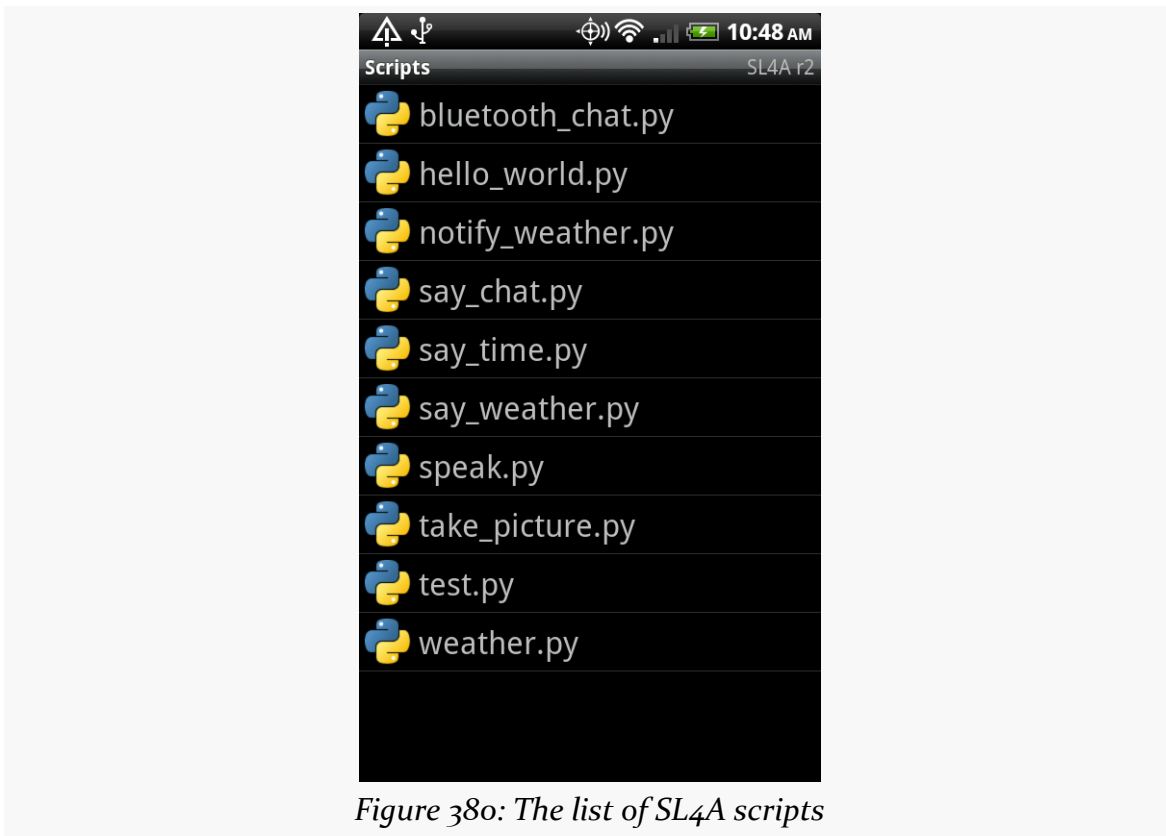 10:48 AM
Scripts SL4A r2
bluetooth_chat.py
hello_world.py
notify_weather.py
say_chat.py
say_time.py
say_weather.py
speak.py
take_picture.py
test.py
weather.py
Figure 380: The list of SL4A scripts